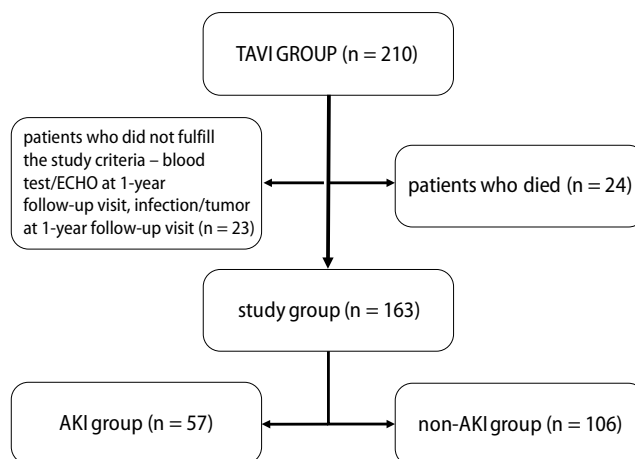 TAVI GROUP (n = 210)
patients who did not fulfill
the study criteria – blood
test/ECHO at 1-year
follow-up visit, infection/tumor
at 1-year follow-up visit (n = 23)
patients who died (n = 24)
study group (n = 163)
AKI group (n = 57)
non-AKI group (n = 106)